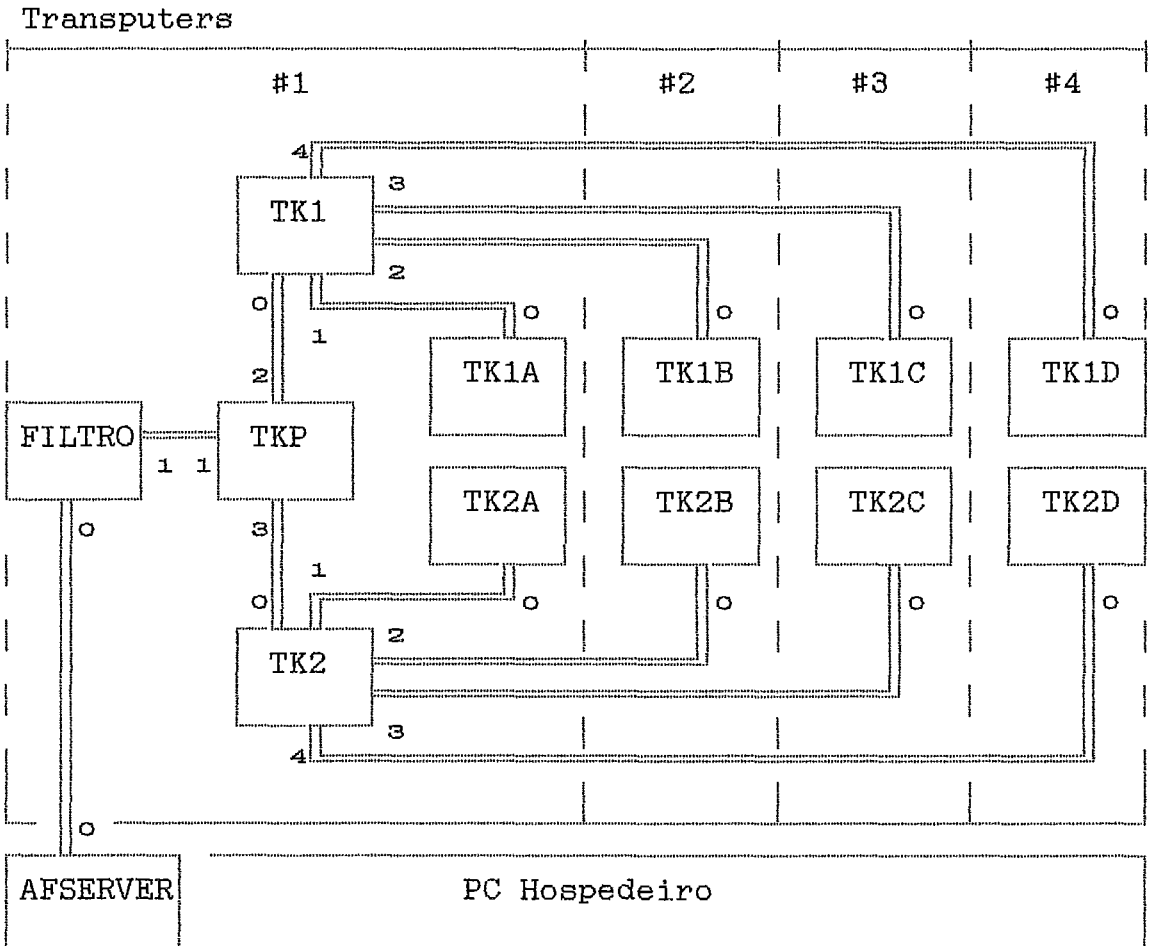 Transputers
#1 #2 #3 #4
4
3
TK1
2
0
1
0 0 0 0
2
TK1A TK1B TK1C TK1D
FILTRO TKP
1 1
TK2A TK2B TK2C TK2D
0 3
1
0 0 0 0 0
2
TK2
3
4
0
AFSERVER PC Hospedeiro